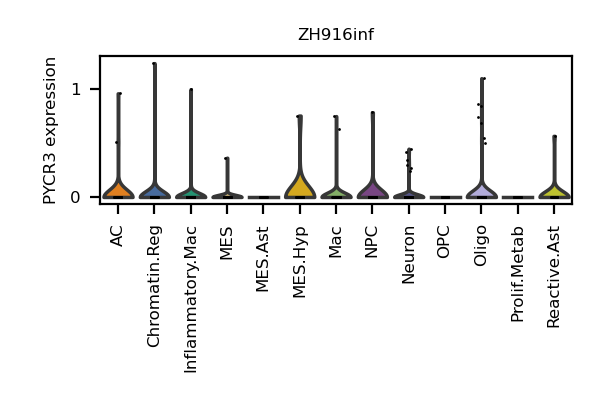 ZH916inf
PYCR3 expression
1
0
AC
Chromatin.Reg
Inflammatory.Mac
MES
MES.Ast
MES.Hyp
Mac
NPC
Neuron
OPC
Oligo
Prolif.Metab
Reactive.Ast